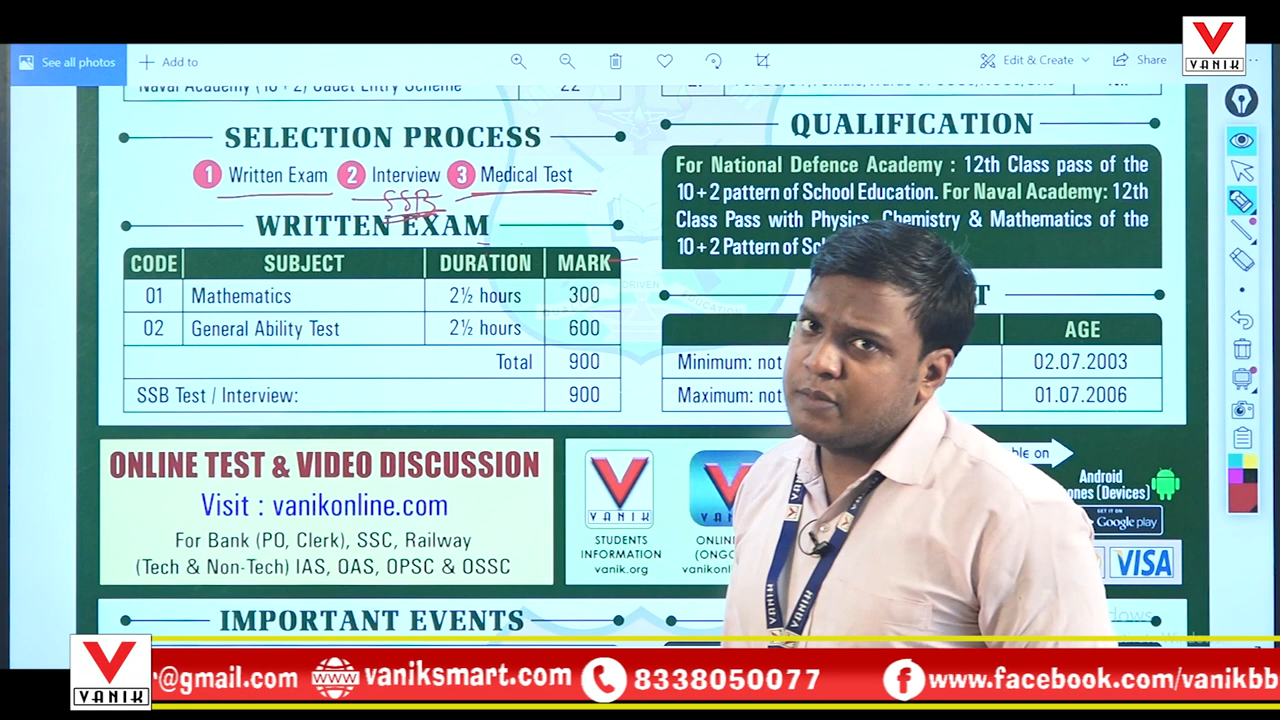 See all photos
Add to
Edit & Create
Share
VANIK
Naval Academy (10+2) Cadet Entry Scheme 22
SELECTION PROCESS
1 Written Exam 2 Interview 3 Medical Test
SSB
WRITTEN EXAM
CODE SUBJECT DURATION MARK
01 Mathematics 2½ hours 300
02 General Ability Test 2½ hours 600
Total 900
SSB Test / Interview: 900
QUALIFICATION
For National Defence Academy : 12th Class pass of the
10+2 pattern of School Education. For Naval Academy: 12th
Class Pass with Physics, Chemistry & Mathematics of the
10+2 Pattern of
AGE
Minimum: not 02.07.2003
Maximum: not 01.07.2006
ONLINE TEST & VIDEO DISCUSSION
Visit : vanikonline.com
For Bank (PO, Clerk), SSC, Railway
(Tech & Non-Tech) IAS, OAS, OPSC & OSSC
VANIK
STUDENTS
INFORMATION
vanik.org
on
Android
(Devices)
GET IT ON
Google play
VISA
IMPORTANT EVENTS
VANIK
r@gmail.com vaniksmart.com 8338050077 www.facebook.com/vanikbb
VANIK